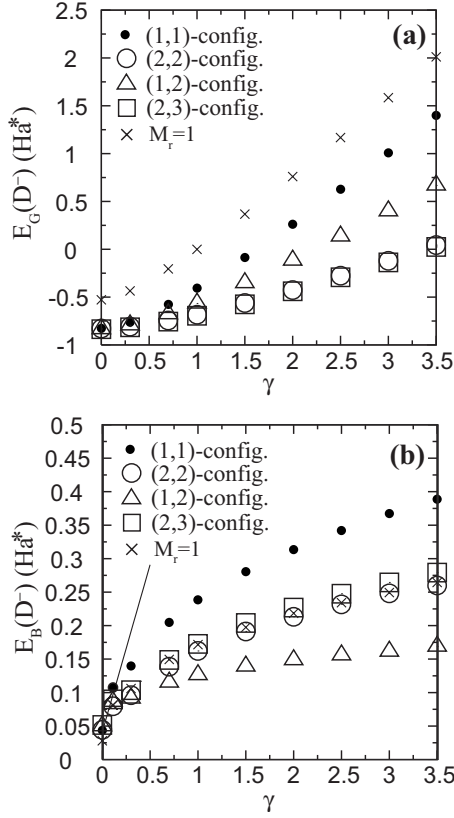 (a)
E_G(D⁻) (Ha*)
2.5
2
1.5
1
0.5
0
-0.5
-1
● (1,1)-config.
○ (2,2)-config.
△ (1,2)-config.
□ (2,3)-config.
× M_r=1
0 0.5 1 1.5 2 2.5 3 3.5
γ
(b)
E_B(D⁻) (Ha*)
0.5
0.45
0.4
0.35
0.3
0.25
0.2
0.15
0.1
0.05
0
● (1,1)-config.
○ (2,2)-config.
△ (1,2)-config.
□ (2,3)-config.
× M_r=1
0 0.5 1 1.5 2 2.5 3 3.5
γ